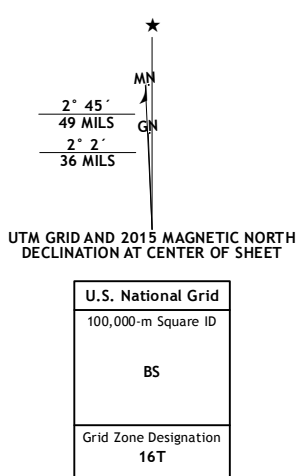 ★
MN
GN
2° 45´
49 MILS
2° 2´
36 MILS
UTM GRID AND 2015 MAGNETIC NORTH
DECLINATION AT CENTER OF SHEET
U.S. National Grid
100,000-m Square ID
BS
Grid Zone Designation
16T